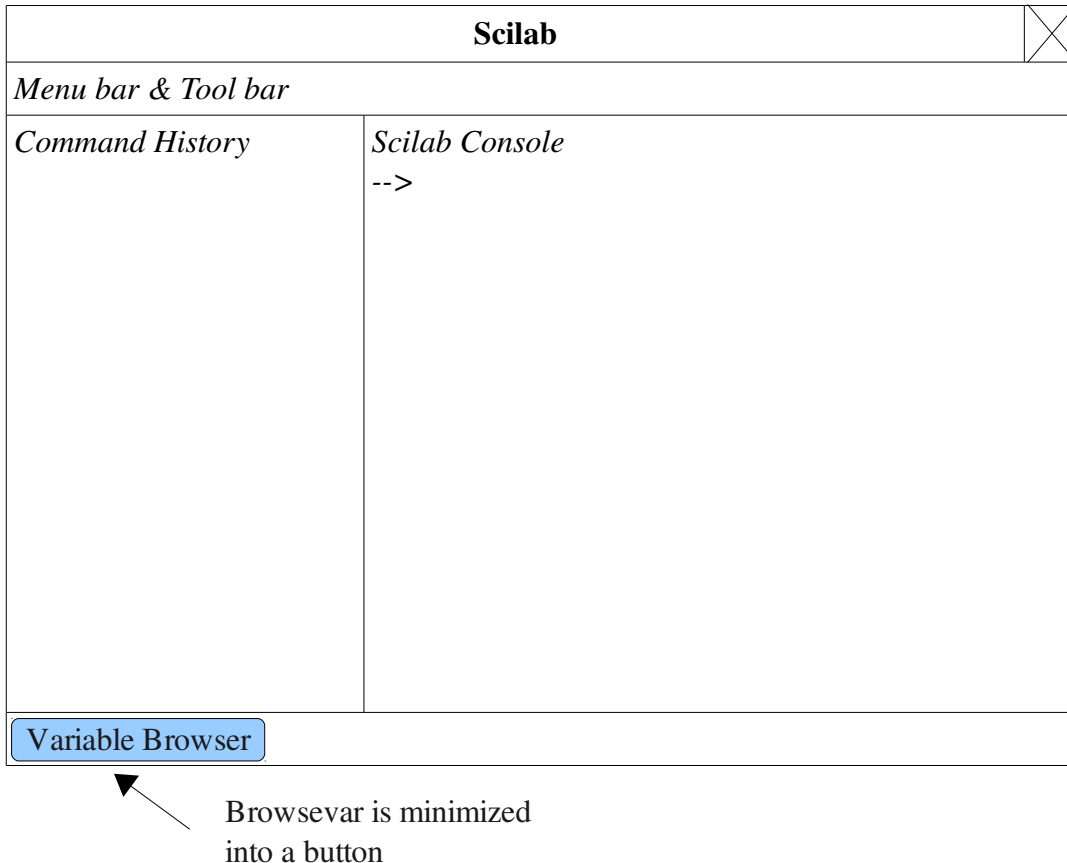 Scilab
Menu bar & Tool bar
Command History
Scilab Console
-->
Variable Browser
Browsevar is minimized
into a button